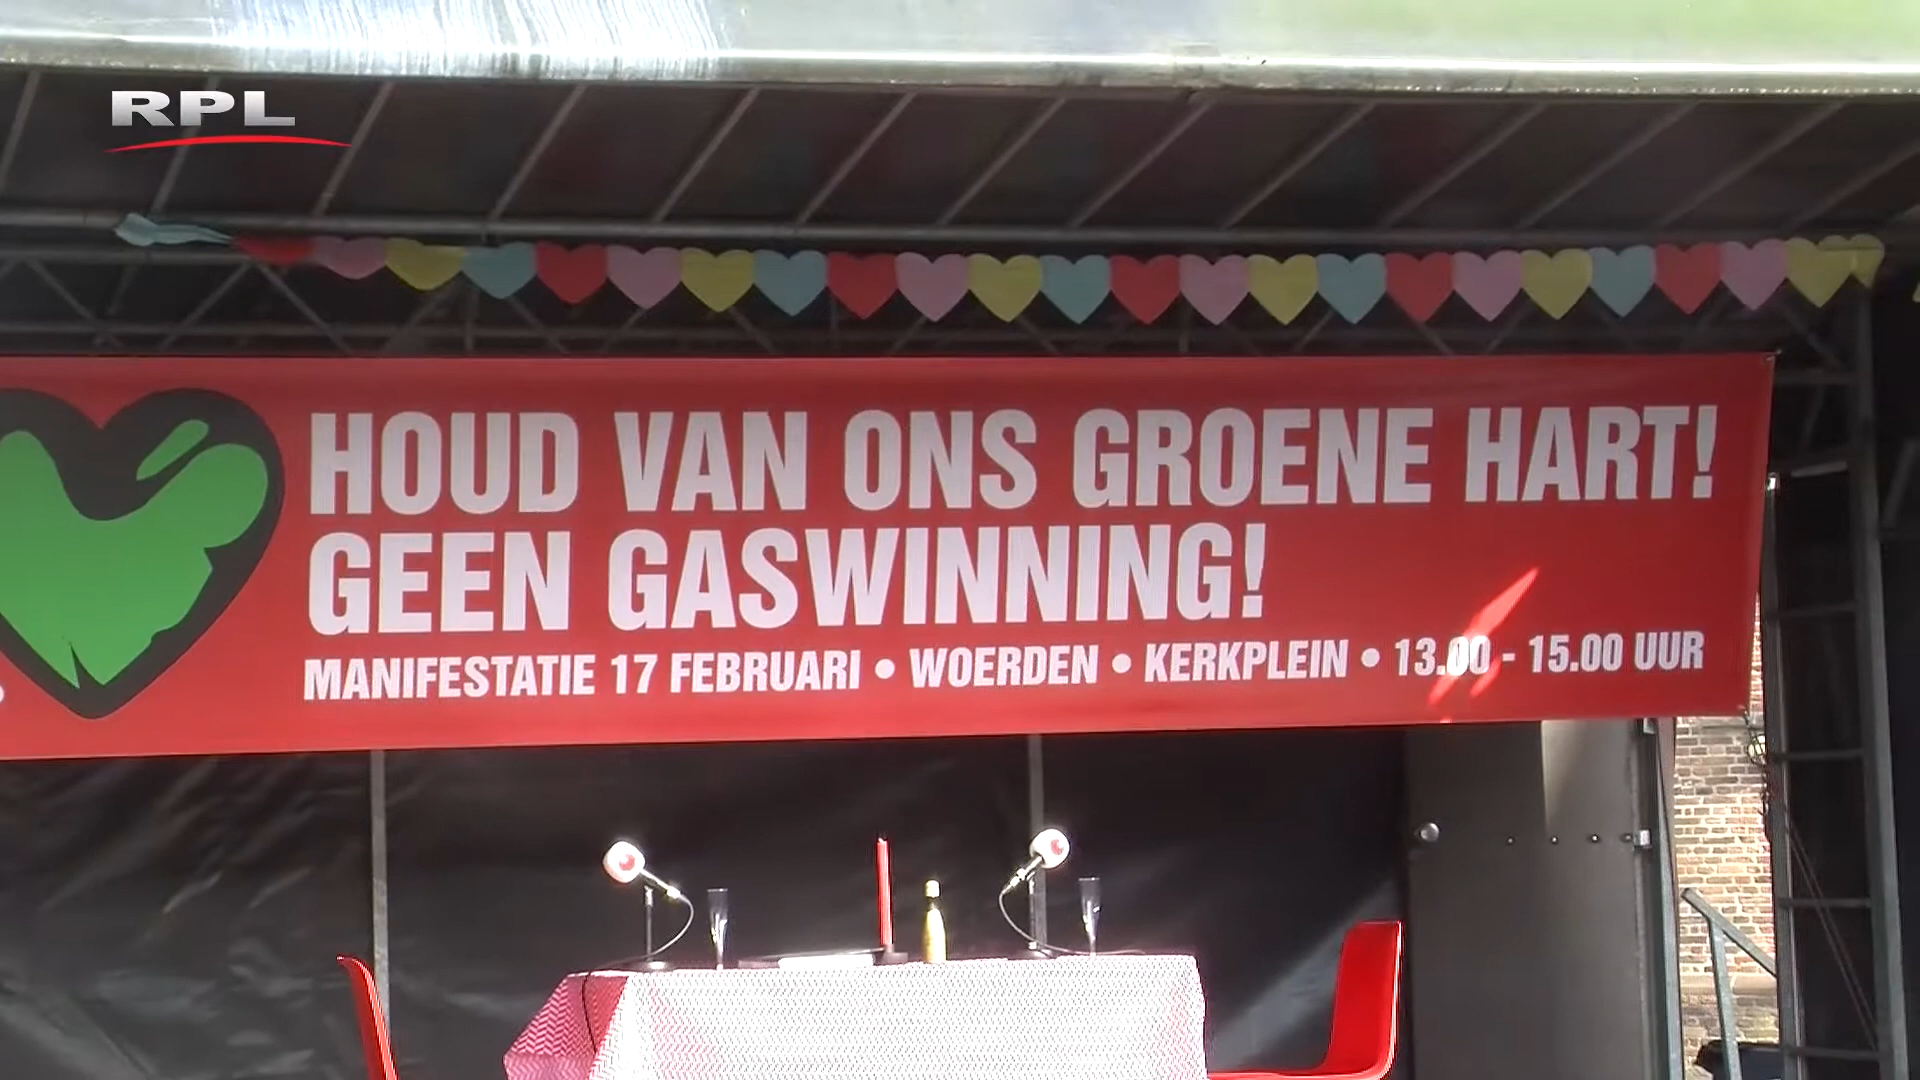 RPL
HOUD VAN ONS GROENE HART!
GEEN GASWINNING!
MANIFESTATIE 17 FEBRUARI • WOERDEN • KERKPLEIN • 13.00 - 15.00 UUR